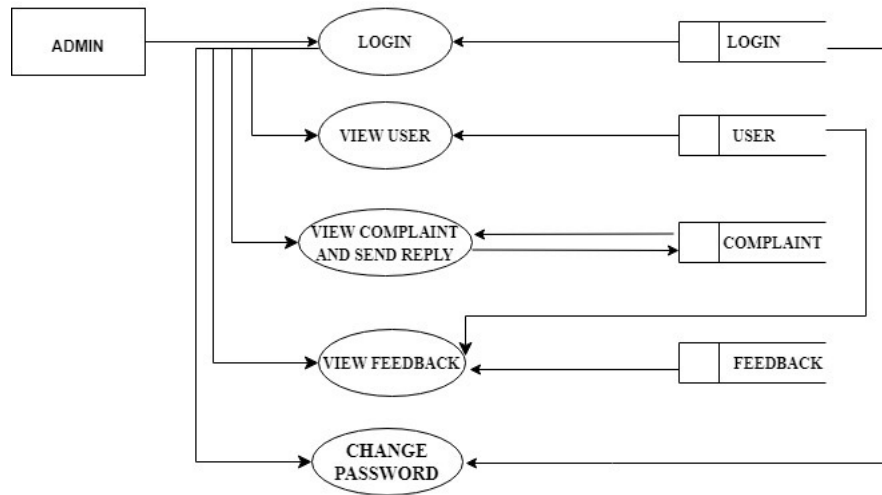 ADMIN
LOGIN
LOGIN
VIEW USER
USER
VIEW COMPLAINT
AND SEND REPLY
COMPLAINT
VIEW FEEDBACK
FEEDBACK
CHANGE
PASSWORD